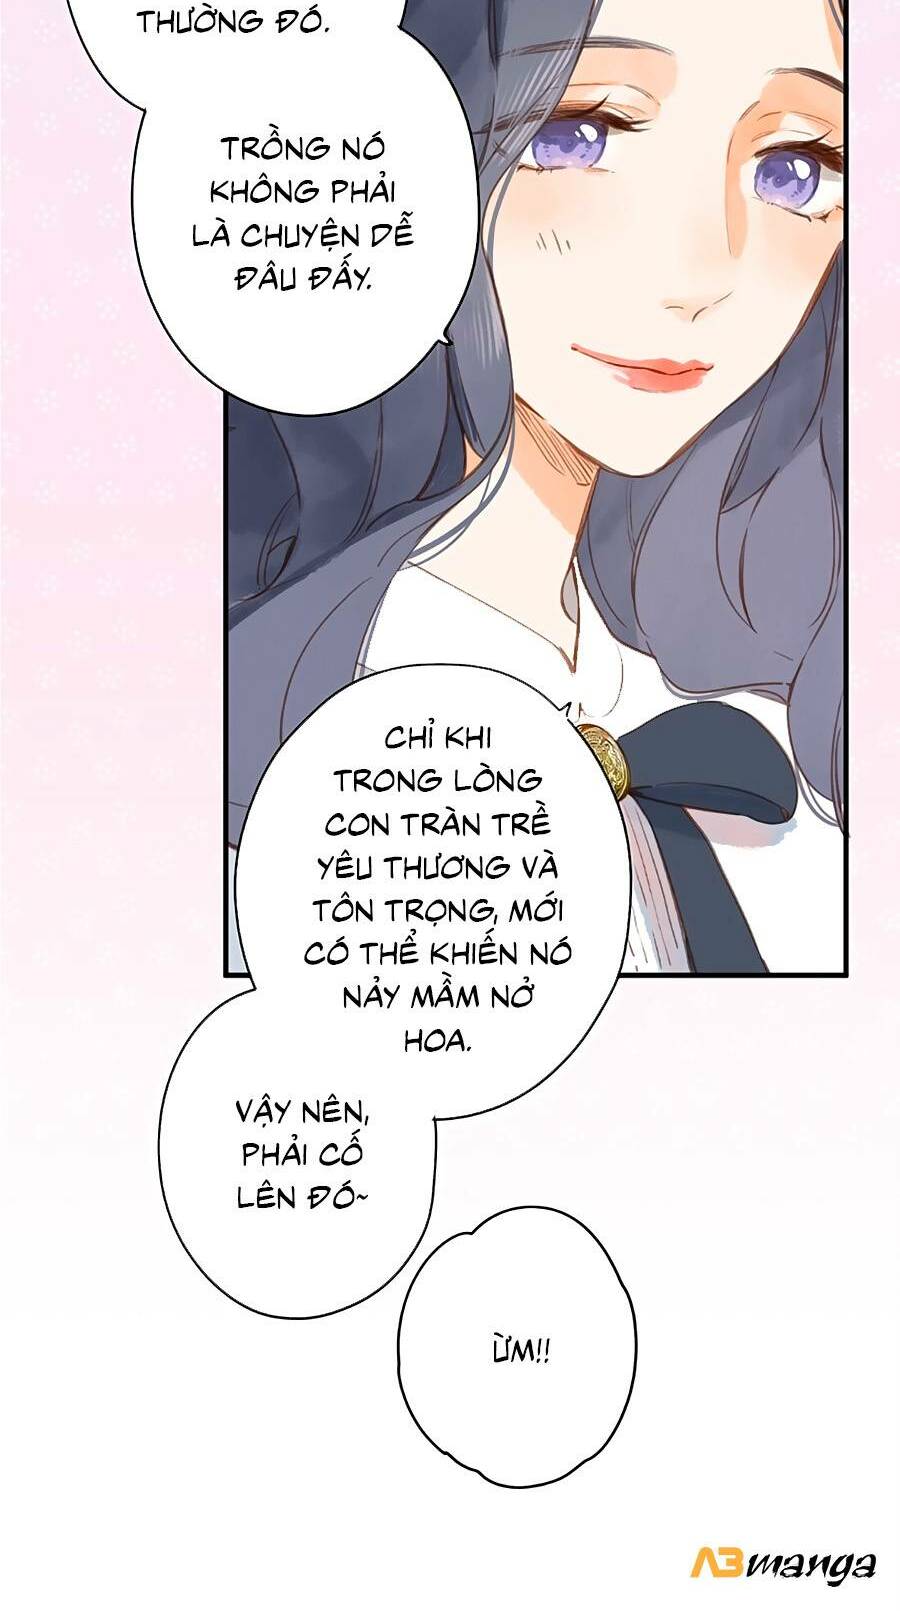 THƯỜNG ĐÓ.
TRỒNG NÓ
KHÔNG PHẢI
LÀ CHUYỆN DỄ
ĐÂU ĐẤY.
CHỈ KHI
TRONG LÒNG
CON TRÀN TRỀ
YÊU THƯƠNG VÀ
TÔN TRỌNG, MỚI
CÓ THỂ KHIẾN NÓ
NẢY MẦM NỞ
HOA.
VẬY NÊN,
PHẢI CỐ
LÊN ĐÓ~
ỪM!!
A3manga